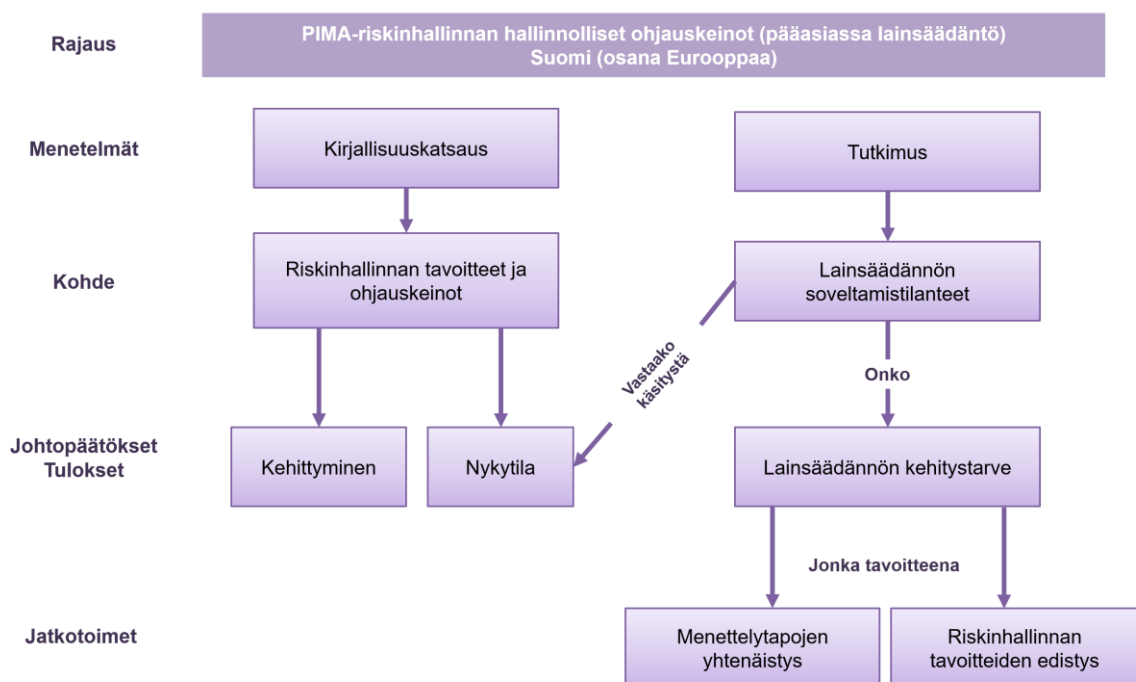 Rajaus
PIMA-riskinhallinnan hallinnolliset ohjauskeinot (pääasiassa lainsäädäntö)
Suomi (osana Eurooppaa)
Menetelmät
Kirjallisuuskatsaus
Tutkimus
Kohde
Riskinhallinnan tavoitteet ja
ohjauskeinot
Lainsäädännön
soveltamistilanteet
Vastaako
käsitystä
Onko
Johtopäätökset
Tulokset
Kehittyminen
Nykytila
Lainsäädännön kehitystarve
Jonka tavoitteena
Jatkotoimet
Menettelytapojen
yhtenäistys
Riskinhallinnan
tavoitteiden edistys